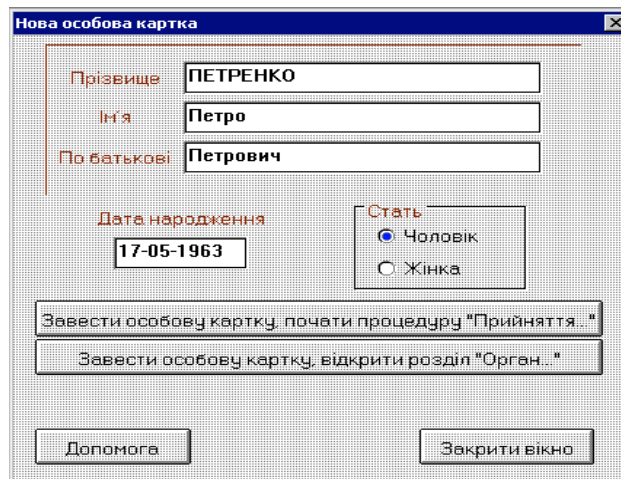 Нова особова картка
Прізвище ПЕТРЕНКО
Ім'я Петро
По батькові Петрович
Дата народження
17-05-1963
Стать
Чоловік
Жінка
Завести особову картку, почати процедуру "Прийняття..."
Завести особову картку, відкрити розділ "Орган..."
Допомога Закрити вікно